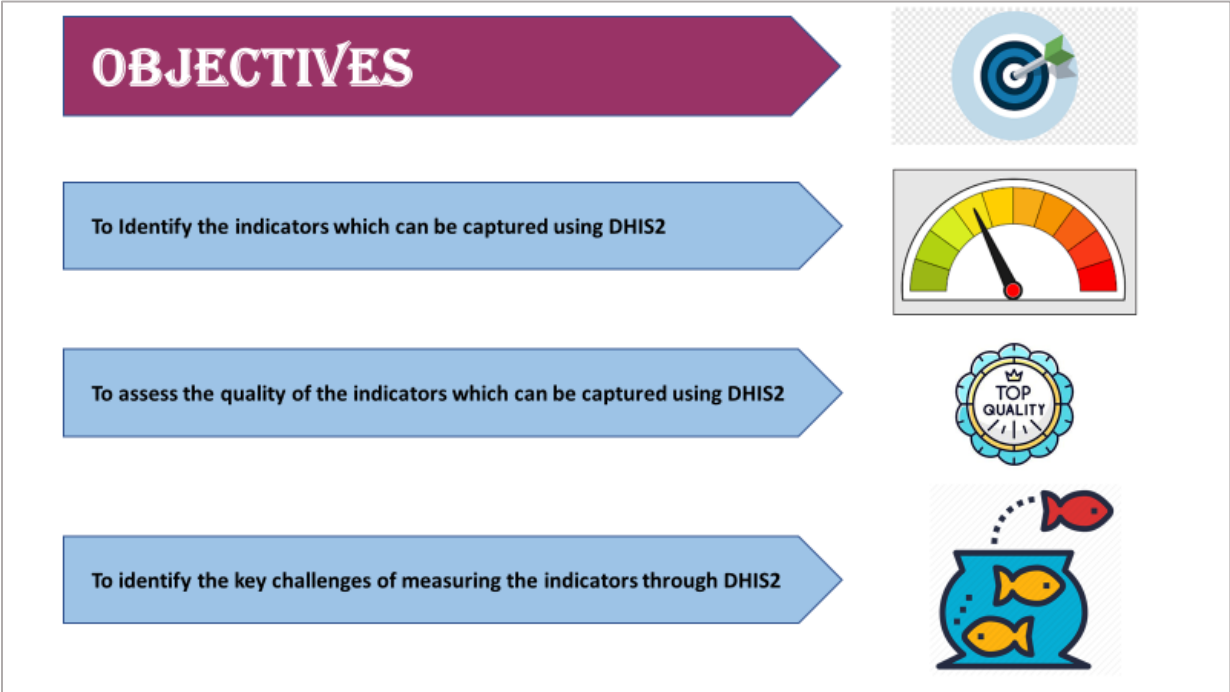 OBJECTIVES
To Identify the indicators which can be captured using DHIS2
To assess the quality of the indicators which can be captured using DHIS2
TOP
QUALITY
To identify the key challenges of measuring the indicators through DHIS2